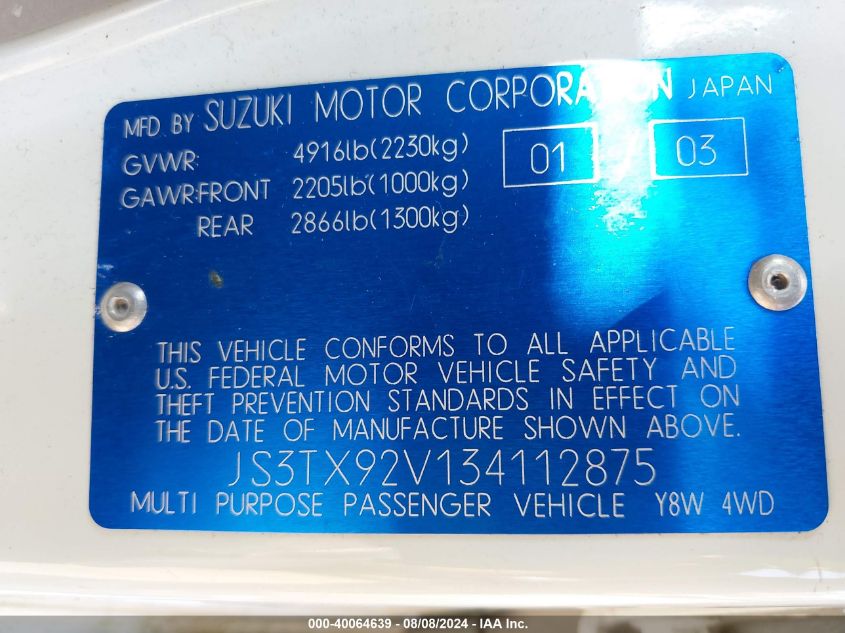 MFD. BY SUZUKI MOTOR CORPORATION JAPAN
GVWR: 4916lb(2230kg) 01 / 03
GAWR:FRONT 2205lb(1000kg)
REAR 2866lb(1300kg)
THIS VEHICLE CONFORMS TO ALL APPLICABLE
U.S. FEDERAL MOTOR VEHICLE SAFETY AND
THEFT PREVENTION STANDARDS IN EFFECT ON
THE DATE OF MANUFACTURE SHOWN ABOVE.
JS3TX92V134112875
MULTI PURPOSE PASSENGER VEHICLE Y8W 4WD
000-40064639 - 08/08/2024 - IAA Inc.